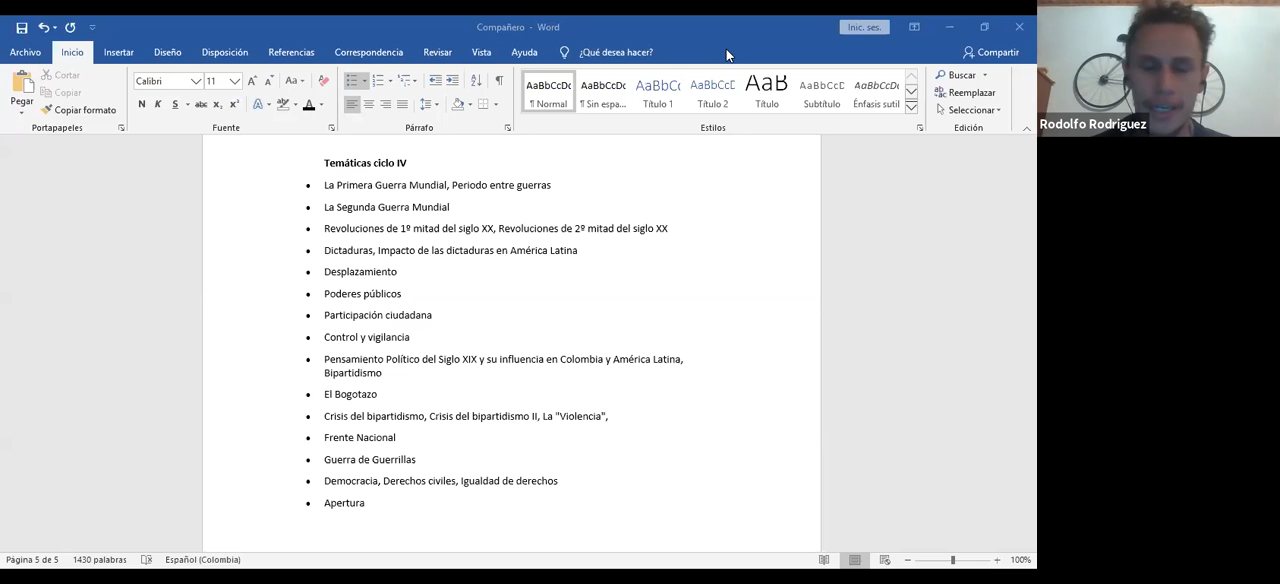 Compañero - Word
Inic. ses.
Archivo Inicio Insertar Diseño Disposición Referencias Correspondencia Revisar Vista Ayuda ¿Qué desea hacer? Compartir
Pegar
Cortar
Copiar
Copiar formato
Portapapeles
Calibri 11
N K S abc x₂ x²
Fuente
Párrafo
AaBbCcDc AaBbCcDc AaBbC AaBbCcD AaB AaBbCcD AaBbCcD
¶ Normal ¶ Sin espa... Título 1 Título 2 Título Subtítulo Énfasis sutil
Estilos
Buscar
Reemplazar
Seleccionar
Edición
Rodolfo Rodriguez
Temáticas ciclo IV
• La Primera Guerra Mundial, Periodo entre guerras
• La Segunda Guerra Mundial
• Revoluciones de 1º mitad del siglo XX, Revoluciones de 2º mitad del siglo XX
• Dictaduras, Impacto de las dictaduras en América Latina
• Desplazamiento
• Poderes públicos
• Participación ciudadana
• Control y vigilancia
• Pensamiento Político del Siglo XIX y su influencia en Colombia y América Latina,
Bipartidismo
• El Bogotazo
• Crisis del bipartidismo, Crisis del bipartidismo II, La "Violencia",
• Frente Nacional
• Guerra de Guerrillas
• Democracia, Derechos civiles, Igualdad de derechos
• Apertura
Página 5 de 5 1430 palabras Español (Colombia) 100%